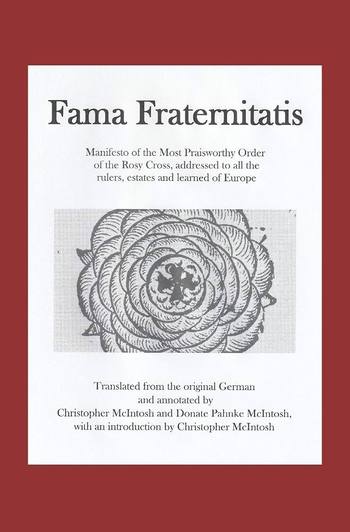 Fama Fraternitatis
Manifesto of the Most Praisworthy Order
of the Rosy Cross, addressed to all the
rulers, estates and learned of Europe
Translated from the original German
and annotated by
Christopher McIntosh and Donate Pahnke McIntosh,
with an introduction by Christopher McIntosh